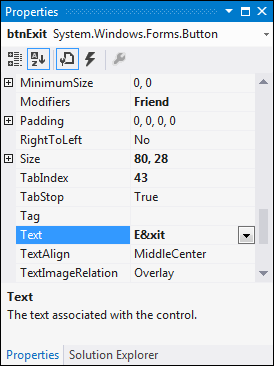 Properties
btnExit System.Windows.Forms.Button
MinimumSize 0, 0
Modifiers Friend
Padding 0, 0, 0, 0
RightToLeft No
Size 80, 28
TabIndex 43
TabStop True
Tag
Text E&xit
TextAlign MiddleCenter
TextImageRelation Overlay
Text
The text associated with the control.
Properties Solution Explorer